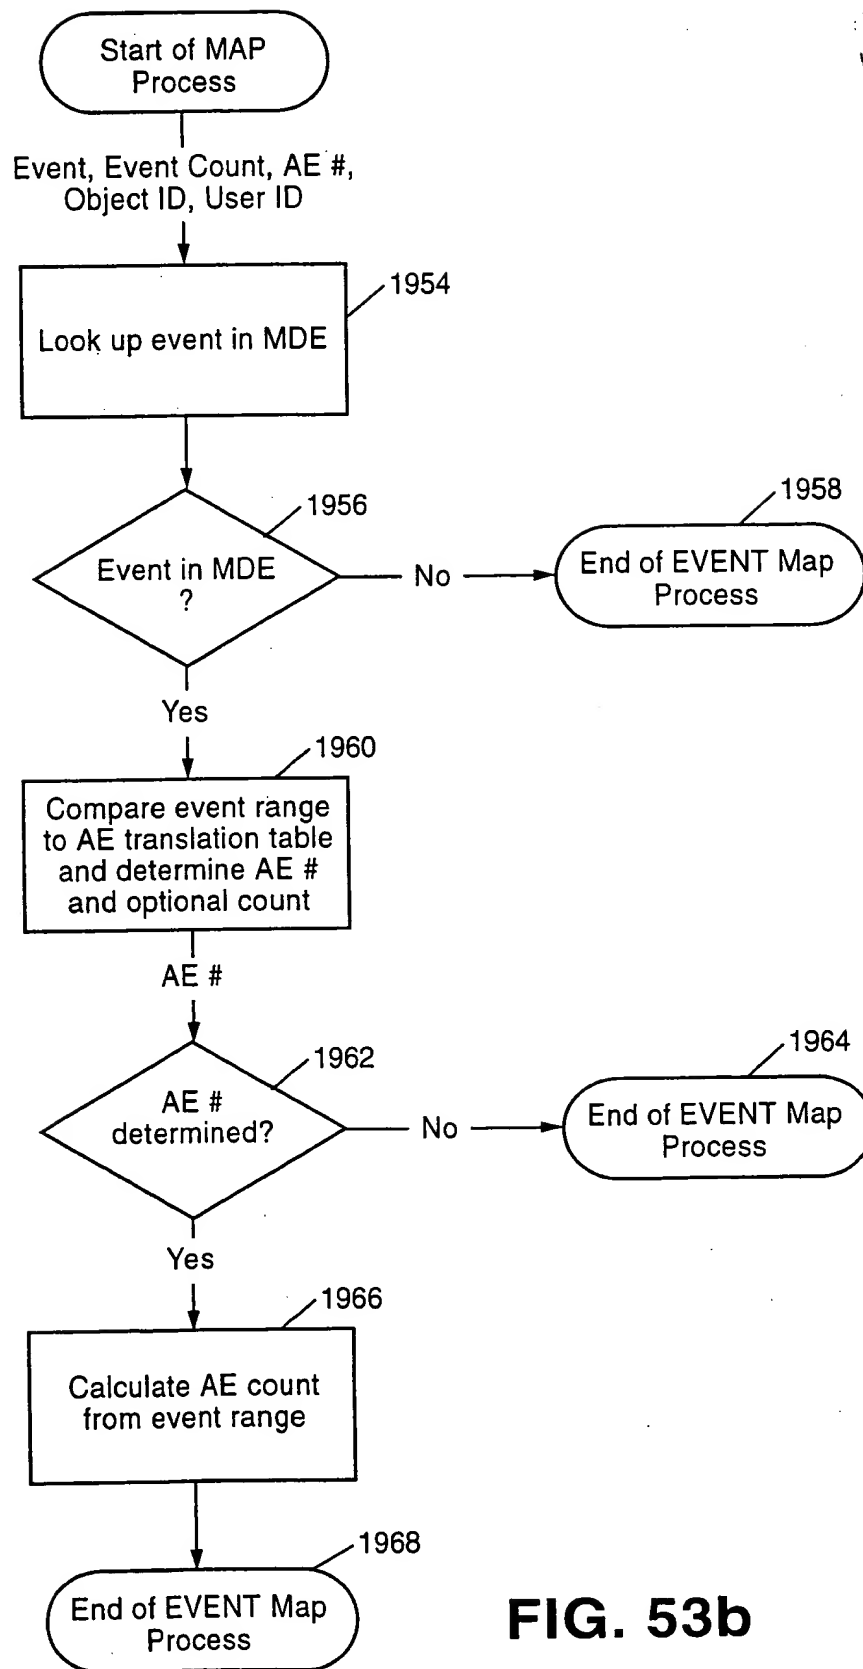 Start of MAP
Process
Event, Event Count, AE #,
Object ID, User ID
1954
Look up event in MDE
1956
Event in MDE
?
No
1958
End of EVENT Map
Process
Yes
1960
Compare event range
to AE translation table
and determine AE #
and optional count
AE #
1962
AE #
determined?
No
1964
End of EVENT Map
Process
Yes
1966
Calculate AE count
from event range
1968
End of EVENT Map
Process
FIG. 53b